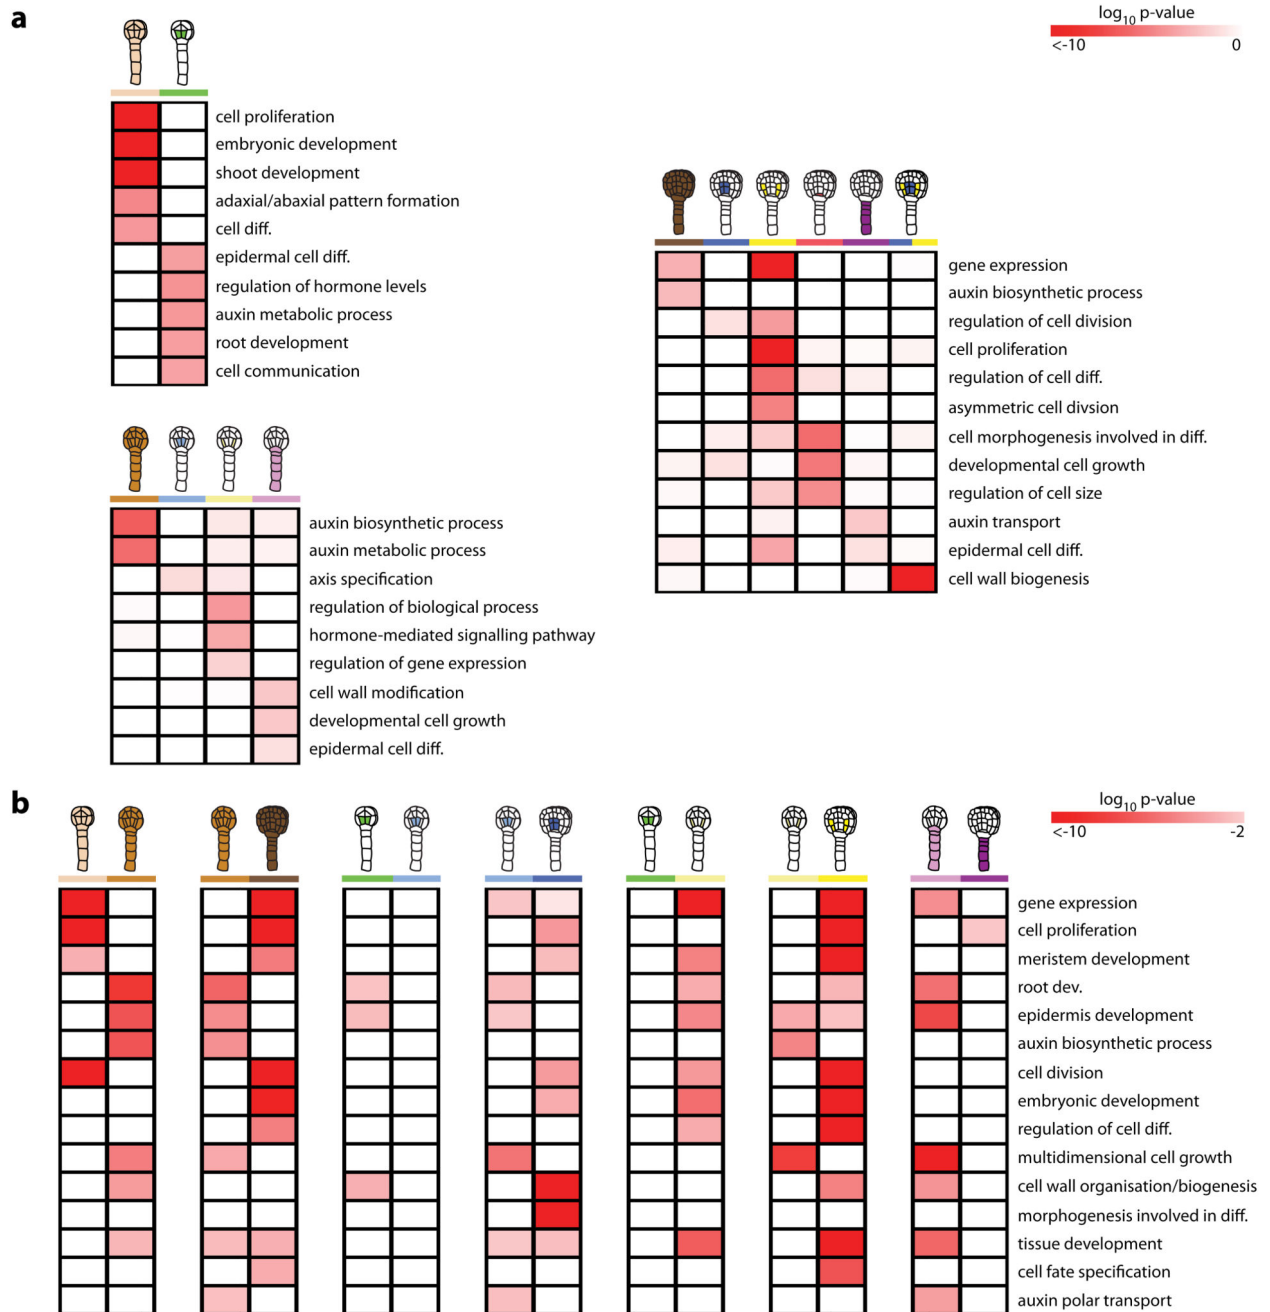 a
log10 p-value
<-10 0
cell proliferation
embryonic development
shoot development
adaxial/abaxial pattern formation
cell diff.
epidermal cell diff.
regulation of hormone levels
auxin metabolic process
root development
cell communication
gene expression
auxin biosynthetic process
regulation of cell division
cell proliferation
regulation of cell diff.
asymmetric cell divsion
cell morphogenesis involved in diff.
developmental cell growth
regulation of cell size
auxin transport
epidermal cell diff.
cell wall biogenesis
auxin biosynthetic process
auxin metabolic process
axis specification
regulation of biological process
hormone-mediated signalling pathway
regulation of gene expression
cell wall modification
developmental cell growth
epidermal cell diff.
b
log10 p-value
<-10 -2
gene expression
cell proliferation
meristem development
root dev.
epidermis development
auxin biosynthetic process
cell division
embryonic development
regulation of cell diff.
multidimensional cell growth
cell wall organisation/biogenesis
morphogenesis involved in diff.
tissue development
cell fate specification
auxin polar transport